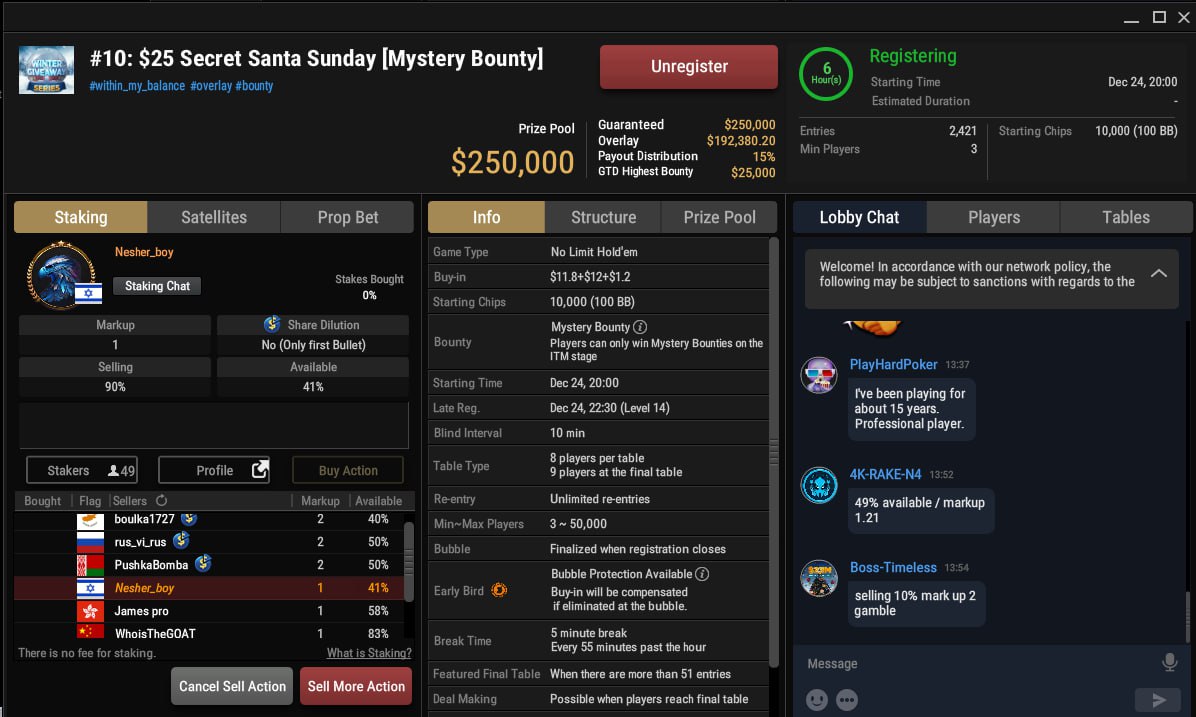 #10: $25 Secret Santa Sunday [Mystery Bounty]
#within_my_balance #overlay #bounty
WINTER
GIVEAWAY
SERIES
Unregister
Prize Pool
$250,000
Guaranteed $250,000
Overlay $192,380.20
Payout Distribution 15%
GTD Highest Bounty $25,000
6
Hour(s)
Registering
Starting Time Dec 24, 20:00
Estimated Duration -
Entries 2,421
Min Players 3
Starting Chips 10,000 (100 BB)
Staking Satellites Prop Bet
Nesher_boy
Staking Chat
Stakes Bought
0%
Markup
1
Share Dilution
No (Only first Bullet)
Selling
90%
Available
41%
Stakers 49 Profile Buy Action
Bought Flag Sellers Markup Available
boulka1727 2 40%
rus_vi_rus 2 50%
PushkaBomba 2 50%
Nesher_boy 1 41%
James pro 1 58%
WhoisTheGOAT 1 83%
There is no fee for staking. What is Staking?
Cancel Sell Action Sell More Action
Info Structure Prize Pool
Game Type No Limit Hold'em
Buy-in $11.8+$12+$1.2
Starting Chips 10,000 (100 BB)
Bounty Mystery Bounty
Players can only win Mystery Bounties on the
ITM stage
Starting Time Dec 24, 20:00
Late Reg. Dec 24, 22:30 (Level 14)
Blind Interval 10 min
Table Type 8 players per table
9 players at the final table
Re-entry Unlimited re-entries
Min~Max Players 3 ~ 50,000
Bubble Finalized when registration closes
Early Bird Bubble Protection Available
Buy-in will be compensated
if eliminated at the bubble.
Break Time 5 minute break
Every 55 minutes past the hour
Featured Final Table When there are more than 51 entries
Deal Making Possible when players reach final table
Lobby Chat Players Tables
Welcome! In accordance with our network policy, the
following may be subject to sanctions with regards to the
PlayHardPoker 13:37
I've been playing for
about 15 years.
Professional player.
4K-RAKE-N4 13:52
49% available / markup
1.21
Boss-Timeless 13:54
selling 10% mark up 2
gamble
Message